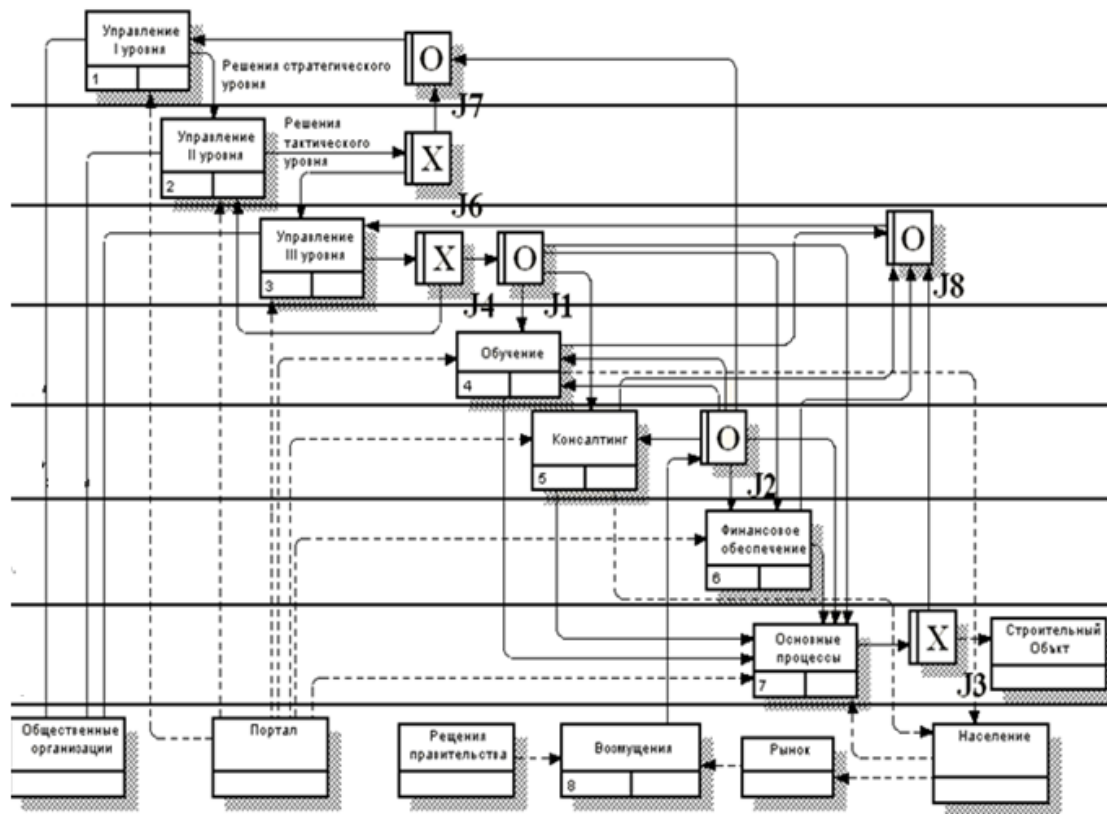 Управление
I уровня
1
O
J7
Решения стратегического
уровня
Управление
II уровня
2
Решения
тактического
уровня
X
J6
Управление
III уровня
3
X
J4
O
J1
O
J8
Обучение
4
Консалтинг
5
O
J2
Финансовое
обеспечение
6
Основные
процессы
7
X
J3
Строительный
Объкт
Общественные
организации
Портал
Рещения
правительства
Воомущения
8
Рынок
Население